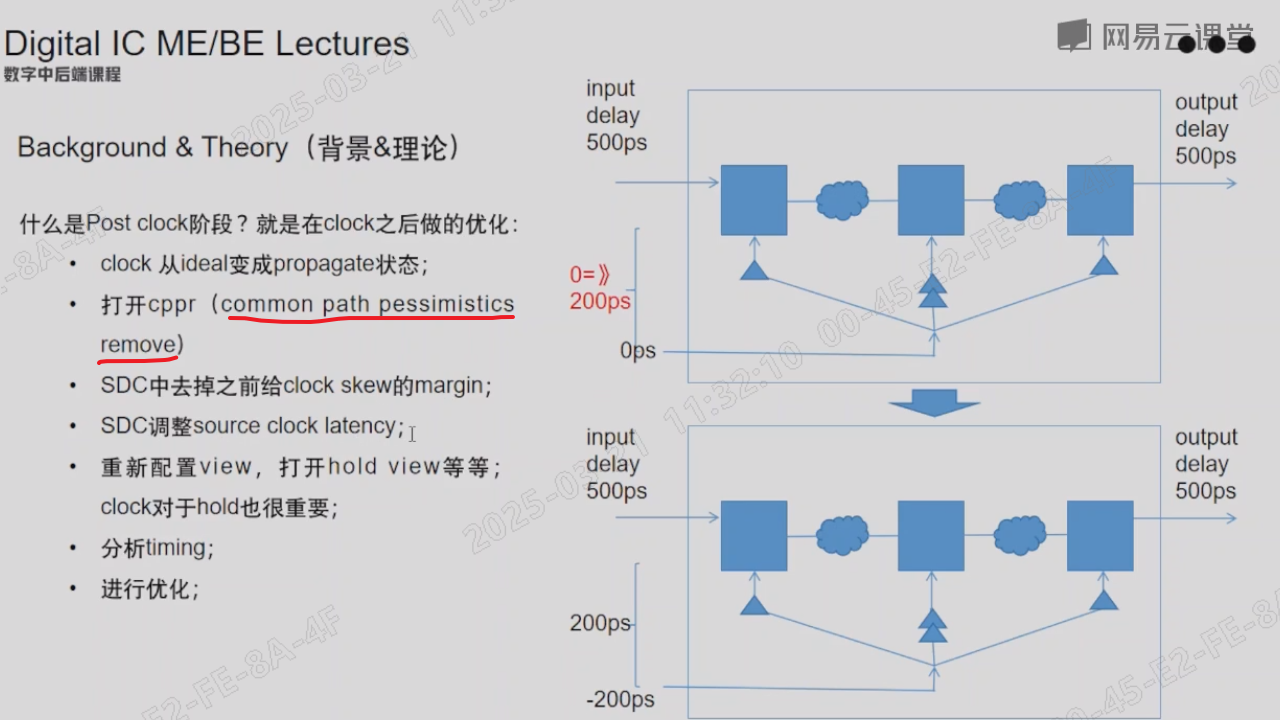 Digital IC ME/BE Lectures
数字中后端课程
网易云课堂
Background & Theory（背景&理论）
什么是Post clock阶段？就是在clock之后做的优化：
• clock 从ideal变成propagate状态；
• 打开cppr（common path pessimistics
remove）
• SDC中去掉之前给clock skew的margin；
• SDC调整source clock latency；
• 重新配置view，打开hold view等等；
clock对于hold也很重要；
• 分析timing；
• 进行优化；
input
delay
500ps
output
delay
500ps
0=》
200ps
0ps
input
delay
500ps
output
delay
500ps
200ps
-200ps
2025-03-21 11:32:10 00-45-E2-FE-8A-4F